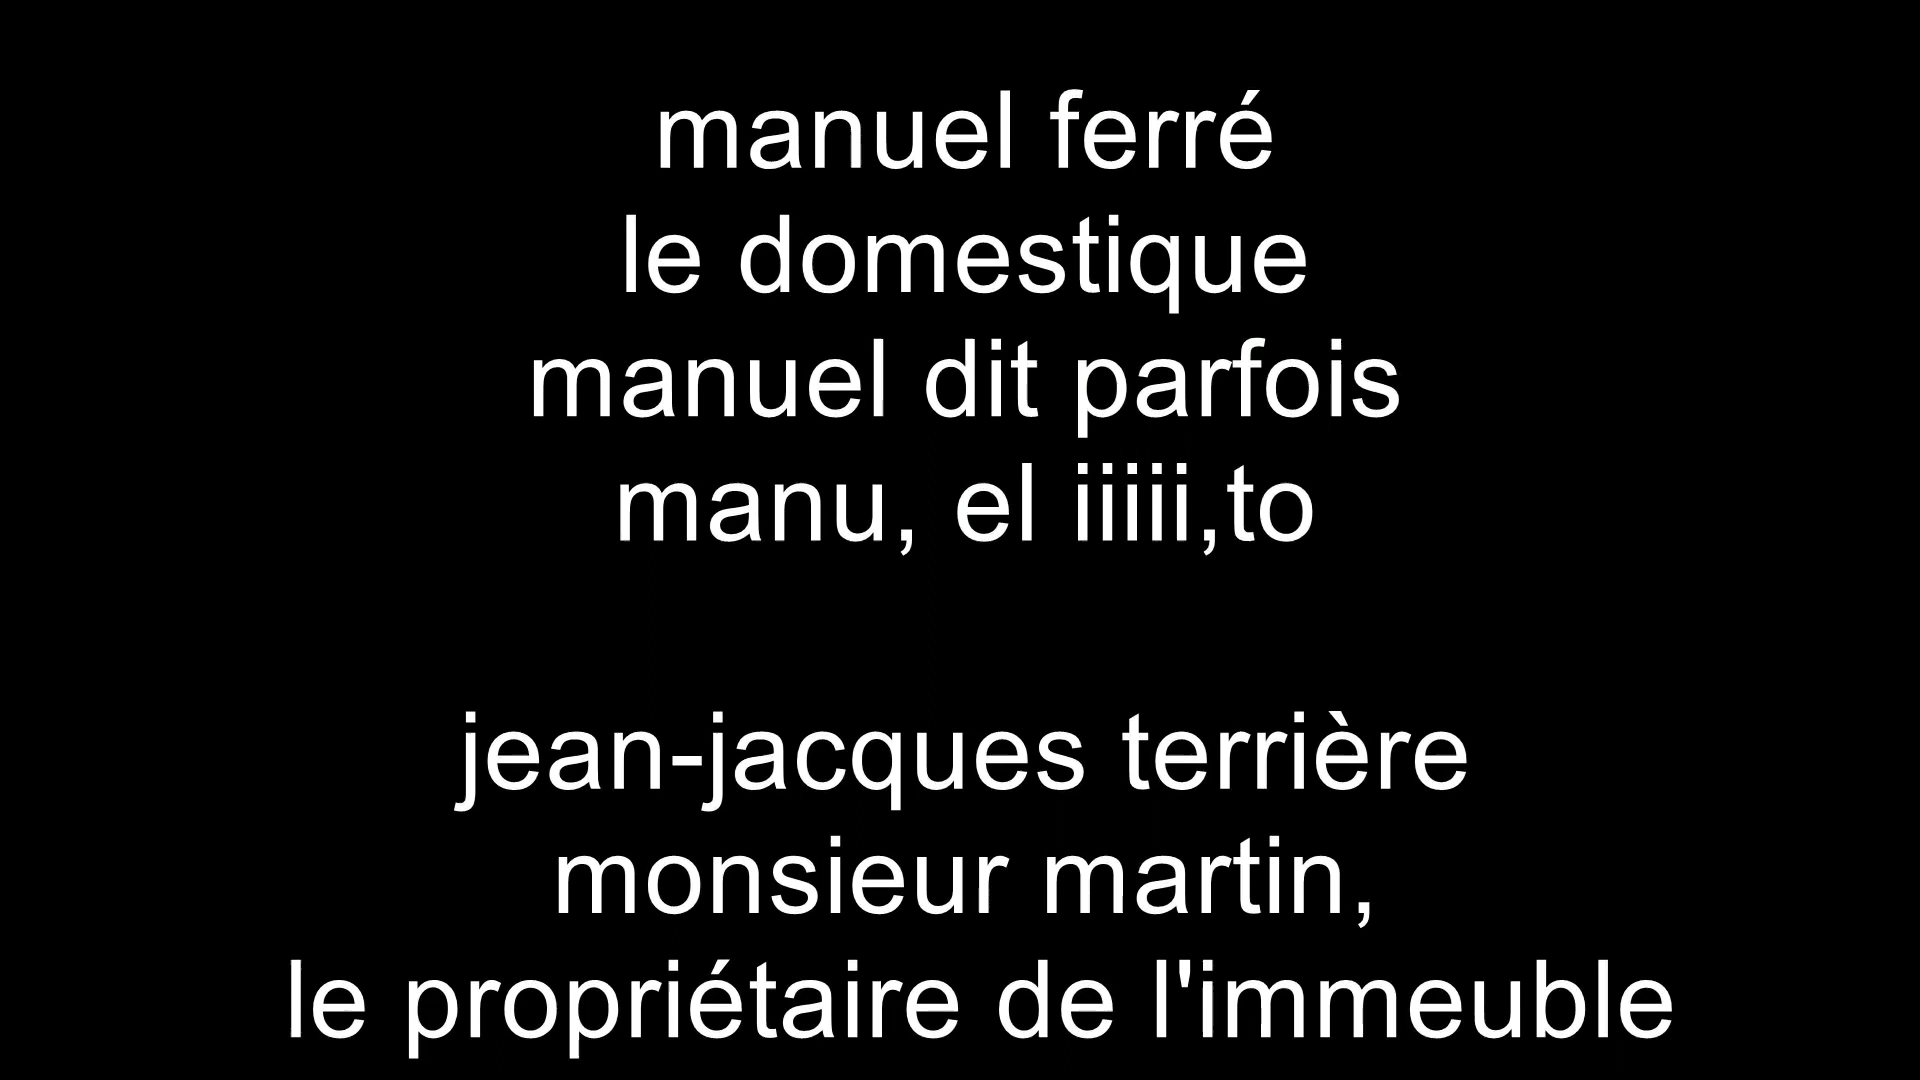 manuel ferré
le domestique
manuel dit parfois
manu, el iiiii,to
jean-jacques terrière
monsieur martin,
le propriétaire de l'immeuble